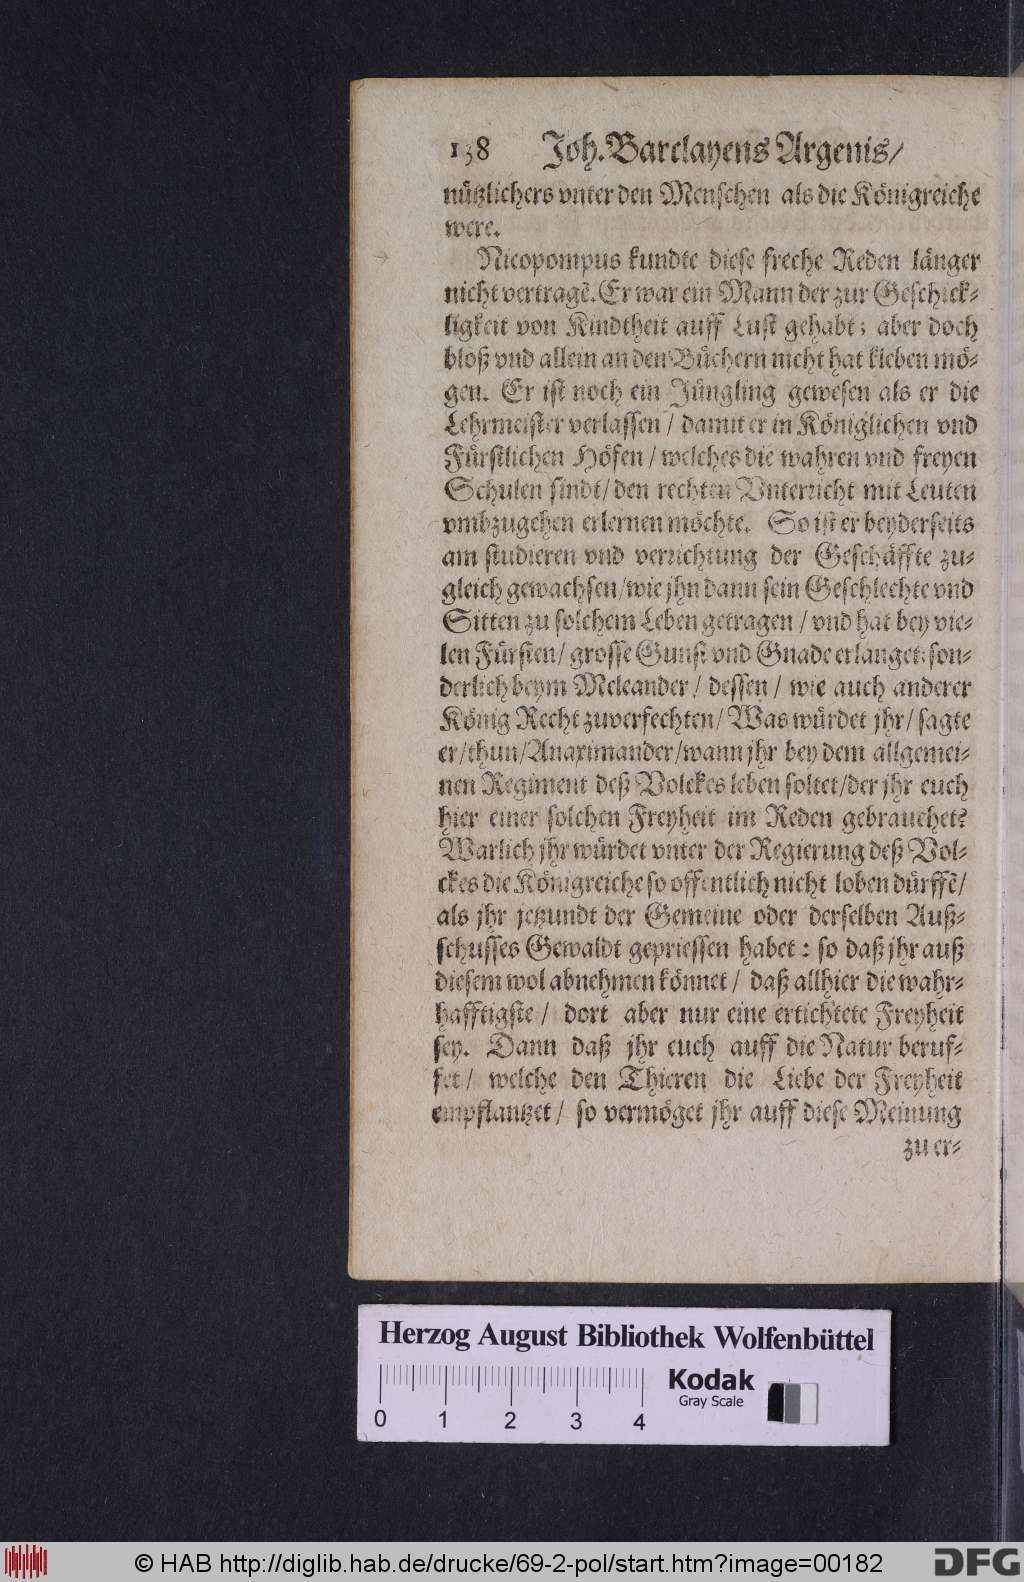 138 Joh. Barclayens Argenis/
nützlichers vnter den Menschen als die Königreiche
were.
Nicopompus kundte diese freche Reden länger
nicht vertragẽ. Er war ein Mann der zur Geschick-
ligkeit von Kindtheit auff Lust gehabt; aber doch
bloß vnd allein an den Büchern nicht hat kleben mö-
gen. Er ist noch ein Jüngling gewesen als er die
Lehrmeister verlassen / damit er in Königlichen vnd
Fürstlichen Höfen / welches die wahren vnd freyen
Schulen sindt / den rechten Vnterricht mit Leuten
vmbzugehen erlernen möchte. So ist er beyderseits
am studieren vnd verrichtung der Geschäffte zu-
gleich gewachsen / wie jhn dann sein Geschlechte vnd
Sitten zu solchem Leben getragen / vnd hat bey vie-
len Fürsten / grosse Gunst vnd Gnade erlanget: son-
derlich beym Meleander / dessen / wie auch anderer
König Recht zuverfechten / Was würdet jhr / sagte
er / thun / Anaximander / wann jhr bey dem allgemei-
nen Regiment deß Volckes leben soltet / der jhr euch
hier einer solchen Freyheit im Reden gebrauchet?
Warlich jhr würdet vnter der Regierung deß Vol-
ckes die Königreiche so offentlich nicht loben dürffẽ /
als jhr jetzundt der Gemeine oder derselben Auß-
schusses Gewaldt gepriessen habet : so daß jhr auß
diesem wol abnehmen könnet / daß allhier die wahr-
hafftigste / dort aber nur eine ertichtete Freyheit
sey. Dann daß jhr euch auff die Natur beruf-
fet / welche den Thieren die Liebe der Freyheit
empflantzet / so vermöget jhr auff diese Meinung
zu er-
Herzog August Bibliothek Wolfenbüttel
Kodak
Gray Scale
0 1 2 3 4
© HAB http://diglib.hab.de/drucke/69-2-pol/start.htm?image=00182
DFG